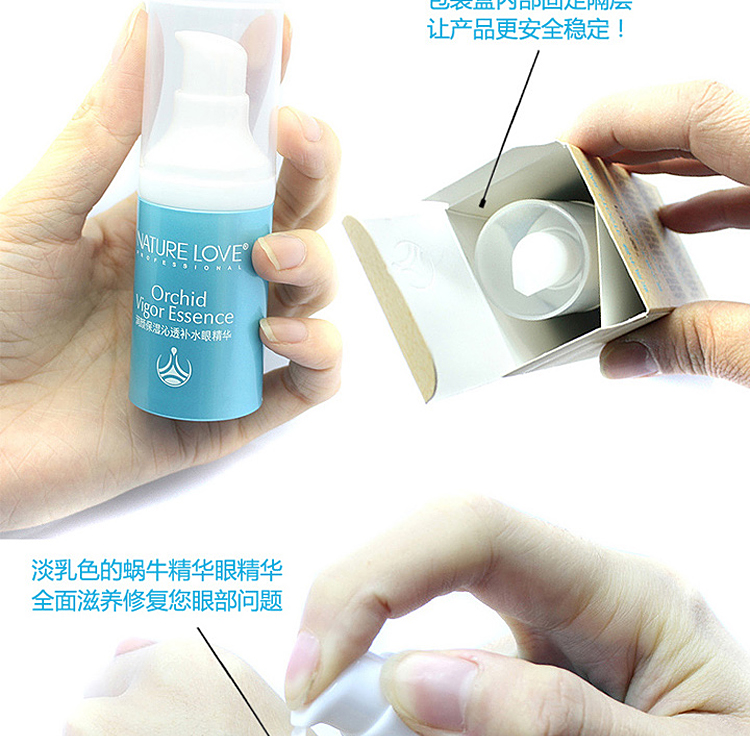 包装盒内部固定隔层
让产品更安全稳定！
NATURE LOVE®
PROFESSIONAL
Orchid
Vigor Essence
保湿沁透补水眼精华
淡乳色的蜗牛精华眼精华
全面滋养修复您眼部问题